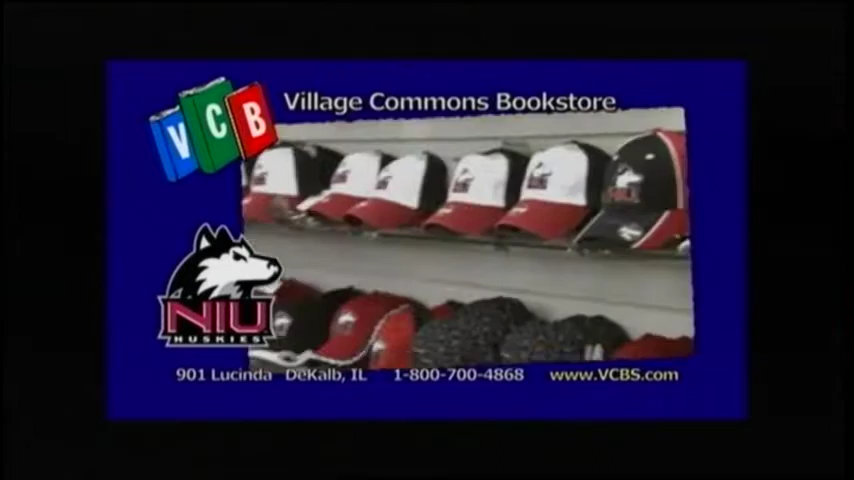 VCB
Village Commons Bookstore
NIU
HUSKIES
901 Lucinda DeKalb, IL 1-800-700-4868 www.VCBS.com